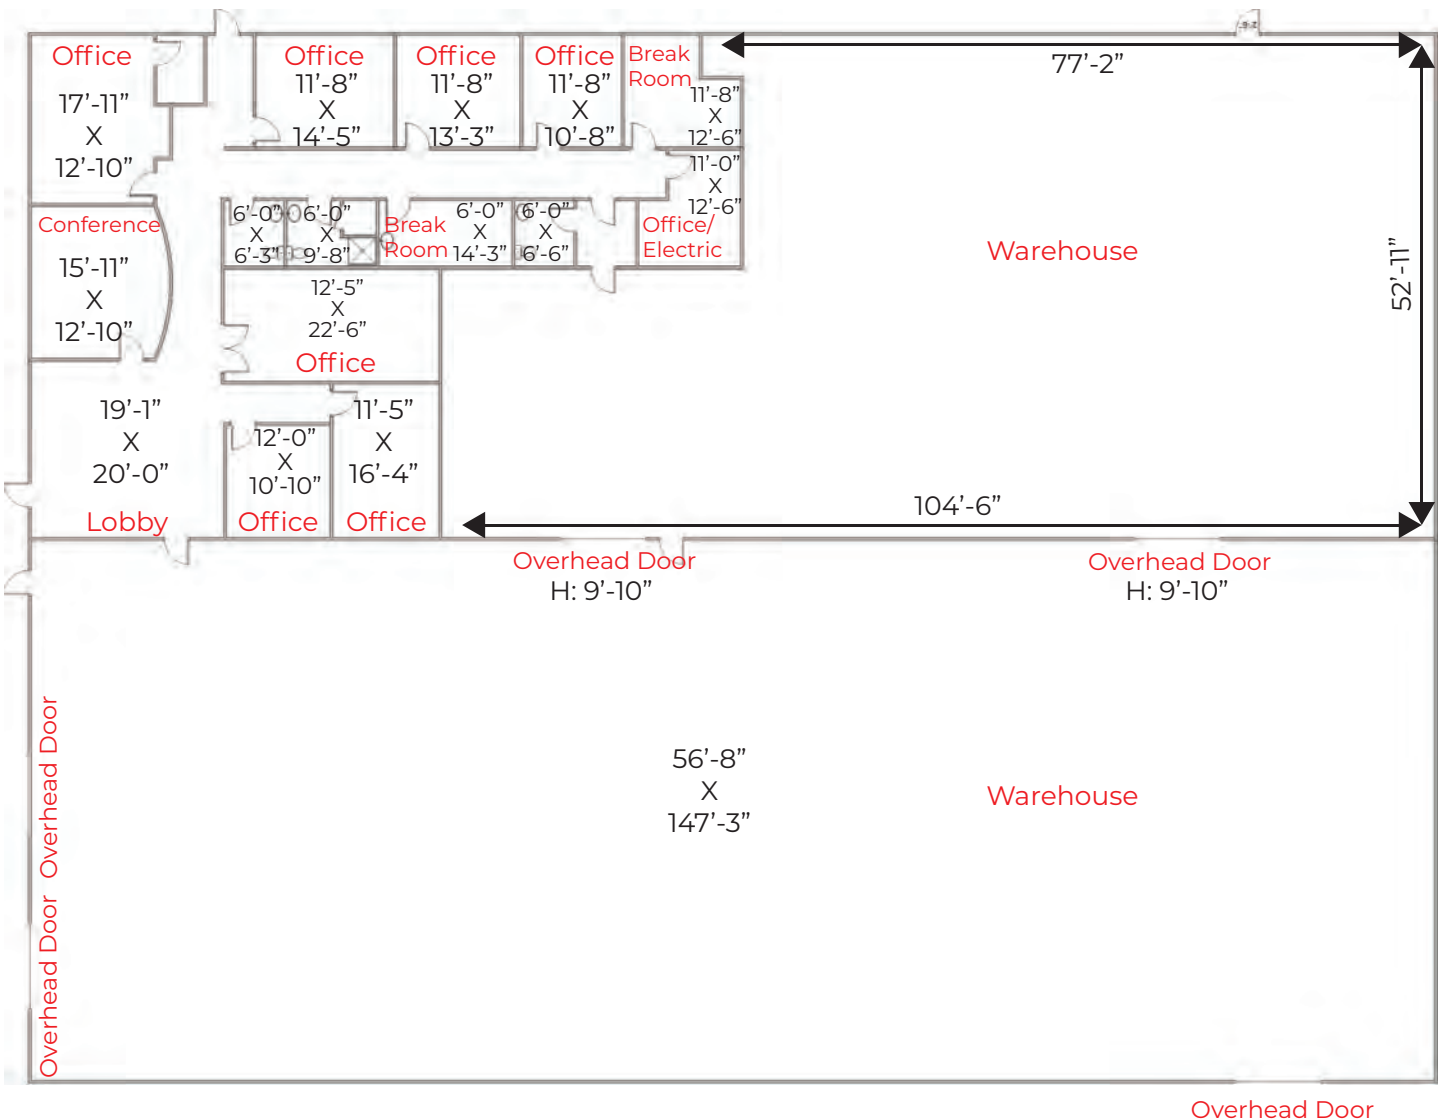 Office
17’-11”
X
12’-10”
Office
11’-8”
X
14’-5”
Office
11’-8”
X
13’-3”
Office
11’-8”
X
10’-8”
Break
Room
11’-8”
X
12’-6”
77’-2”
52’-11”
11’-0”
X
12’-6”
Office/
Electric
Conference
15’-11”
X
12’-10”
6’-0”
X
6’-3”
6’-0”
X
9’-8”
Break
Room
6’-0”
X
14’-3”
6’-0”
X
6’-6”
Warehouse
12’-5”
X
22’-6”
Office
19’-1”
X
20’-0”
Lobby
12’-0”
X
10’-10”
Office
11’-5”
X
16’-4”
Office
104’-6”
Overhead Door
H: 9’-10”
Overhead Door
H: 9’-10”
Overhead Door
Overhead Door
56’-8”
X
147’-3”
Warehouse
Overhead Door